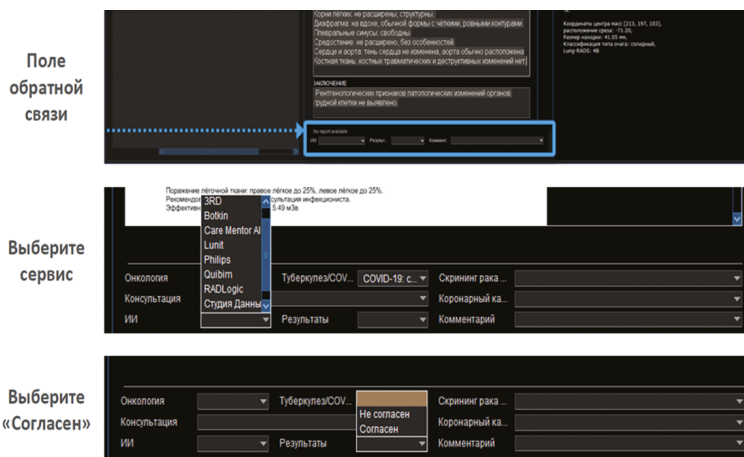 Поле
обратной
связи
Корни лёгких: не расширены, структурны.
Диафрагма: на вдохе, обычной формы с чёткими, ровными контурами.
Плевральные синусы: свободны.
Средостение: не расширено, без особенностей.
Сердце и аорта: тень сердца не изменена, аорта обычно расположена
Костная ткань: костных травматических и деструктивных изменений нет.
ЗАКЛЮЧЕНИЕ
Рентгенологических признаков патологических изменений органов
грудной клетки не выявлено.
No report available
ИИ Результ... Коммент...
Координаты центра масс [213, 197, 103],
расположение среза: -71.20,
Размер находки: 41.05 мм,
Классификация типа очага: солидный,
Lung-RADS: 4B
Выберите
сервис
Поражение лёгочной ткани: правое лёгкое до 25%, левое лёгкое до 25%.
сультация инфекциониста.
5.49 мЗв
3RD
Botkin
Care Mentor AI
Lunit
Philips
Quibim
RADLogic
Студия Данны
Онкология Туберкулез/COV... COVID-19: с... Скрининг рака ...
Консультация Коронарный ка...
ИИ Результаты Комментарий
Выберите
«Согласен»
Онкология Туберкулез/COV... Скрининг рака ...
Не согласен
Согласен
Консультация Коронарный ка...
ИИ Результаты Комментарий